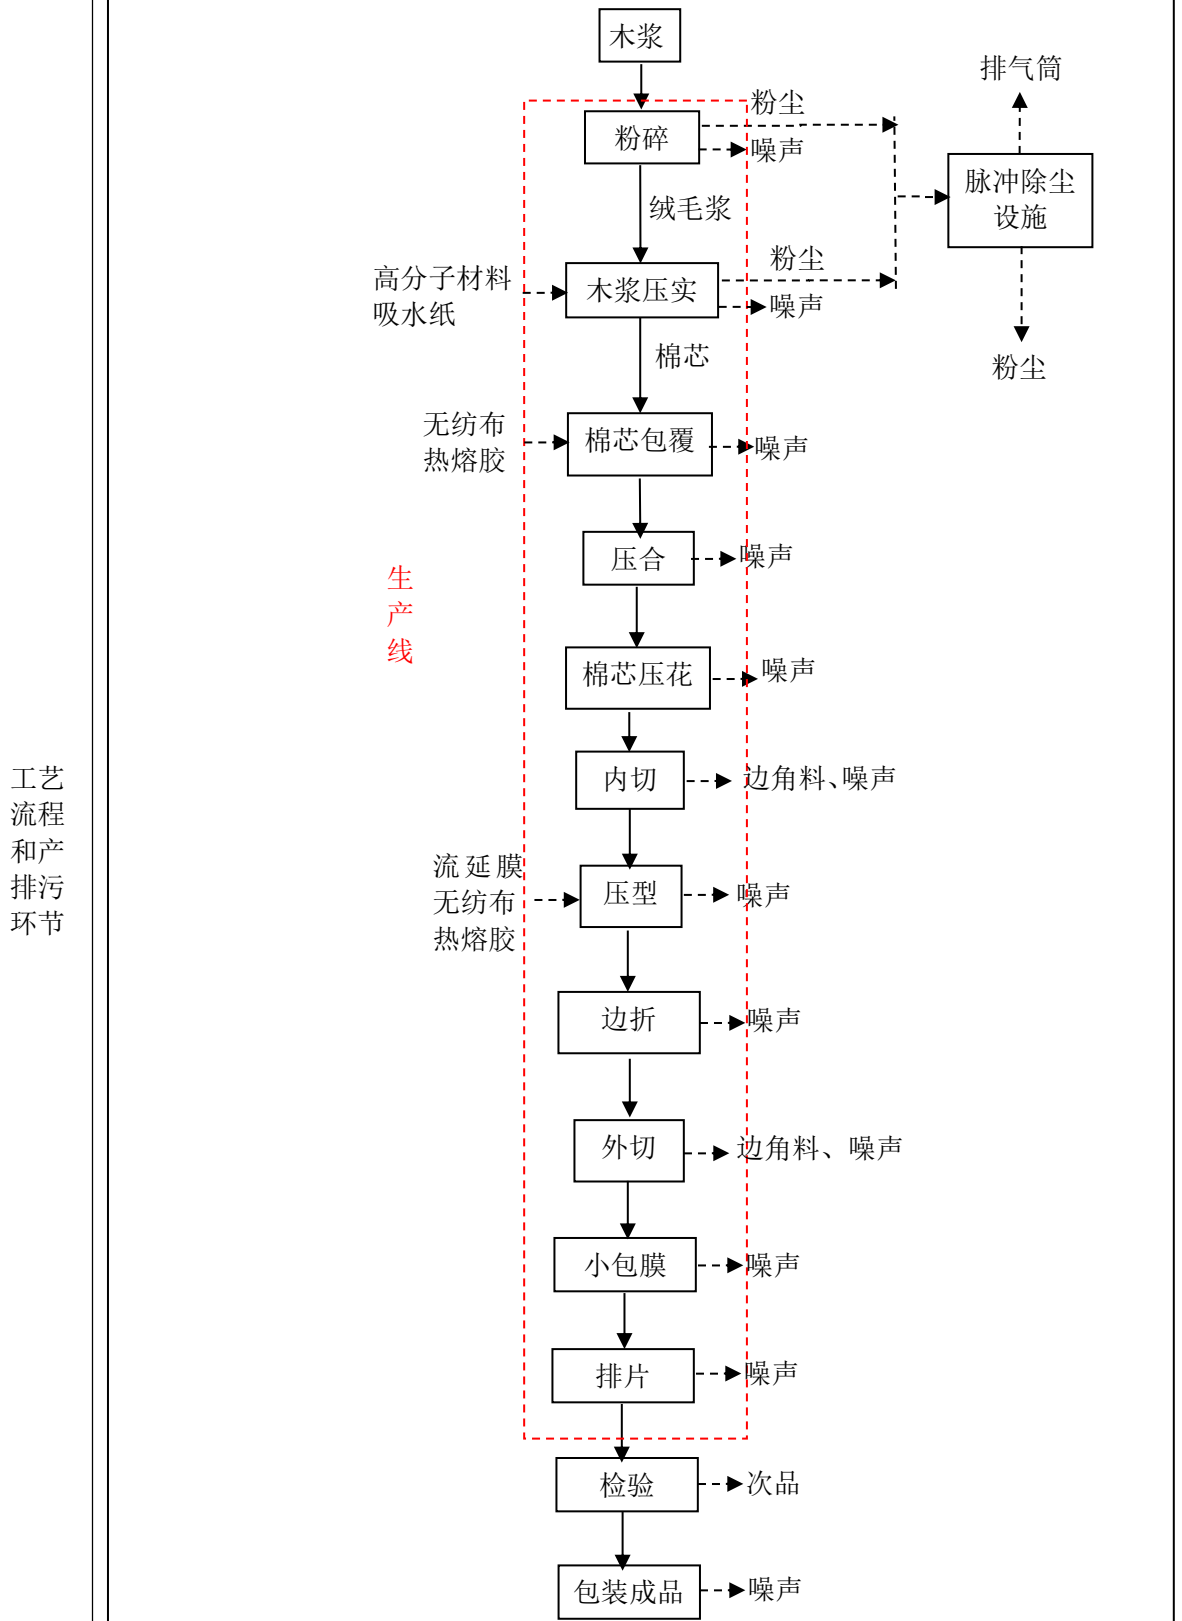 木浆
排气筒
粉尘
粉碎
噪声
脉冲除尘
设施
绒毛浆
粉尘
高分子材料
吸水纸
木浆压实
噪声
棉芯
粉尘
无纺布
热熔胶
棉芯包覆
噪声
压合
噪声
生
产
线
棉芯压花
噪声
工艺
流程
和产
排污
环节
内切
边角料、噪声
流延膜
无纺布
热熔胶
压型
噪声
边折
噪声
外切
边角料、噪声
小包膜
噪声
排片
噪声
检验
次品
包装成品
噪声